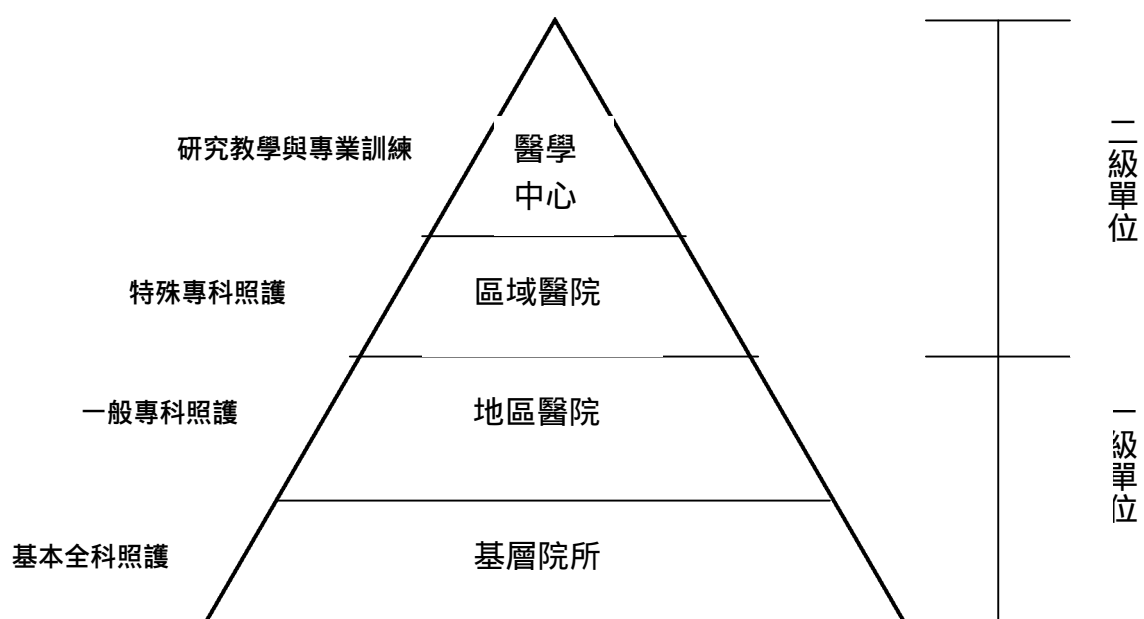 研究教學與專業訓練
醫學
中心
二級單位
特殊專科照護
區域醫院
一般專科照護
地區醫院
一級單位
基本全科照護
基層院所